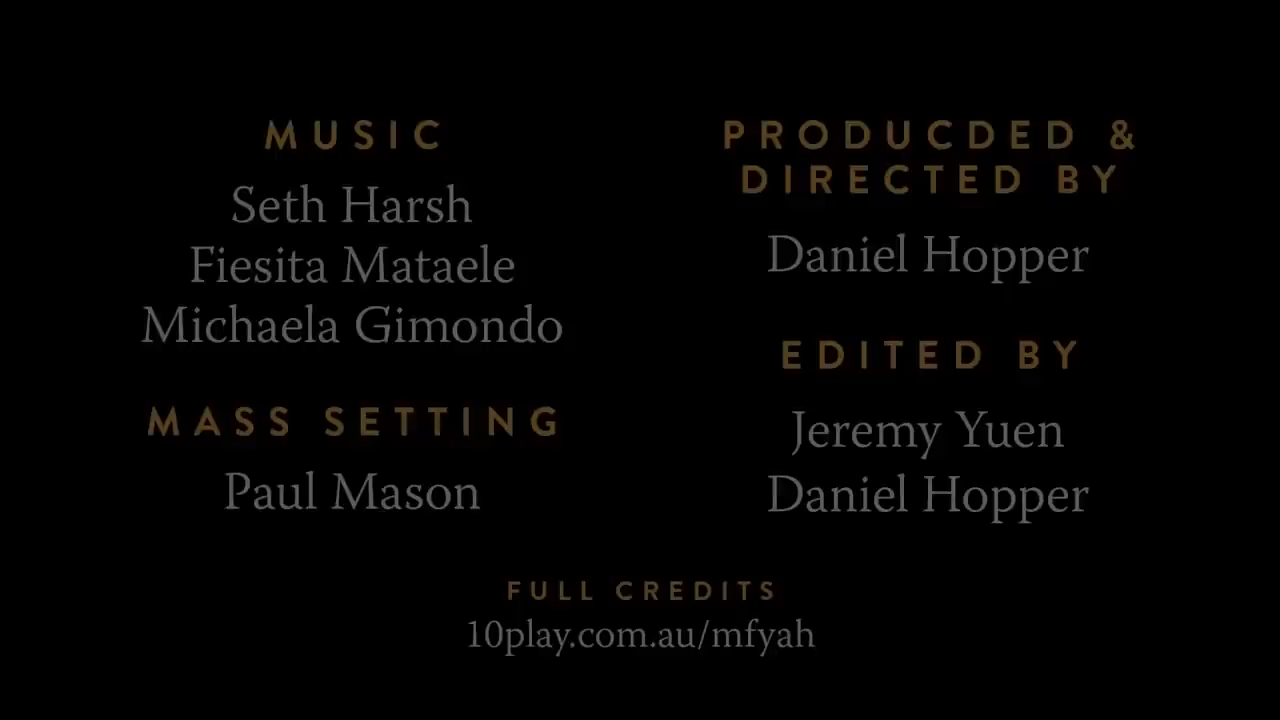 MUSIC
Seth Harsh
Fiesita Mataele
Michaela Gimondo
MASS SETTING
Paul Mason
PRODUCDED &
DIRECTED BY
Daniel Hopper
EDITED BY
Jeremy Yuen
Daniel Hopper
FULL CREDITS
10play.com.au/mfyah